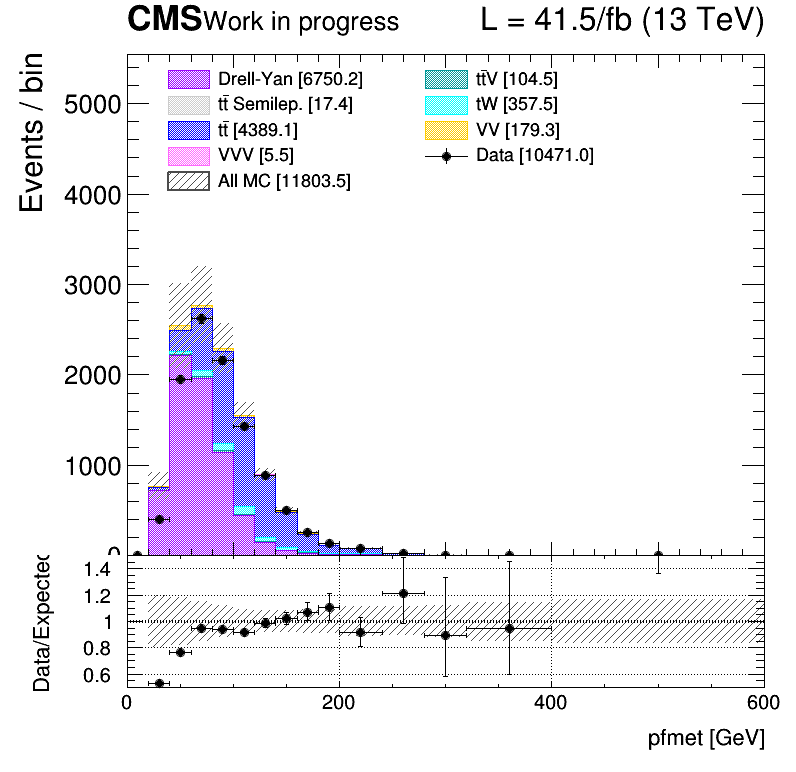 CMS Work in progress L = 41.5/fb (13 TeV)
Events / bin
Drell-Yan [6750.2]
tt̄ Semilep. [17.4]
tt̄ [4389.1]
VVV [5.5]
All MC [11803.5]
tt̄V [104.5]
tW [357.5]
VV [179.3]
Data [10471.0]
5000
4000
3000
2000
1000
0
Data/Expected
1.4
1.2
1
0.8
0.6
0 200 400 600
pfmet [GeV]